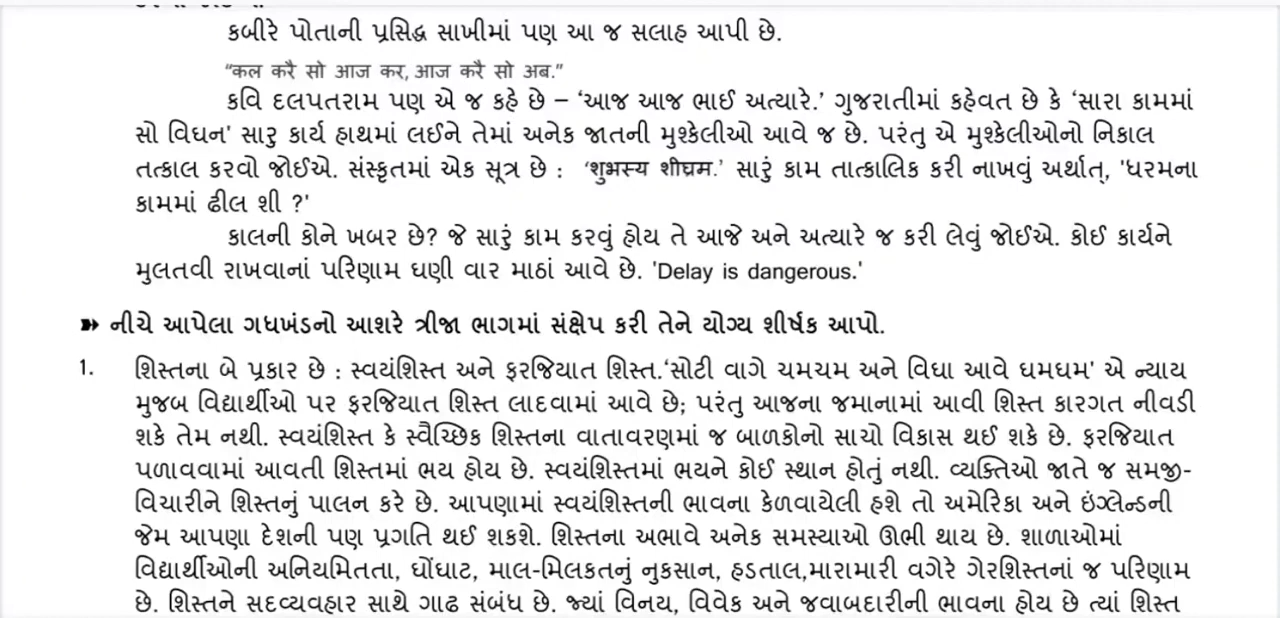 કબીરે પોતાની પ્રસિદ્ધ સાખીમાં પણ આ જ સલાહ આપી છે.
“कल करै सो आज कर, आज करै सो अब.”
કવિ દલપતરામ પણ એ જ કહે છે – ‘આજ આજ ભાઈ અત્યારે.’ ગુજરાતીમાં કહેવત છે કે ‘સારા કામમાં
સો વિઘન' સારુ કાર્ય હાથમાં લઈને તેમાં અનેક જાતની મુશ્કેલીઓ આવે જ છે. પરંતુ એ મુશ્કેલીઓનો નિકાલ
તત્કાલ કરવો જોઈએ. સંસ્કૃતમાં એક સૂત્ર છે : ‘शुभस्य शीघ्रम.’ સારું કામ તાત્કાલિક કરી નાખવું અર્થાત્, 'ધરમના
કામમાં ઢીલ શી ?'
કાલની કોને ખબર છે? જે સારું કામ કરવું હોય તે આજે અને અત્યારે જ કરી લેવું જોઈએ. કોઈ કાર્યને
મુલતવી રાખવાનાં પરિણામ ઘણી વાર માઠાં આવે છે. 'Delay is dangerous.'
➽ નીચે આપેલા ગધખંડનો આશરે ત્રીજા ભાગમાં સંક્ષેપ કરી તેને યોગ્ય શીર્ષક આપો.
1. શિસ્તના બે પ્રકાર છે : સ્વયંશિસ્ત અને ફરજિયાત શિસ્ત.‘સોટી વાગે ચમચમ અને વિઘા આવે ઘમઘમ' એ ન્યાય
મુજબ વિદ્યાર્થીઓ પર ફરજિયાત શિસ્ત લાદવામાં આવે છે; પરંતુ આજના જમાનામાં આવી શિસ્ત કારગત નીવડી
શકે તેમ નથી. સ્વયંશિસ્ત કે સ્વૈચ્છિક શિસ્તના વાતાવરણમાં જ બાળકોનો સાચો વિકાસ થઈ શકે છે. ફરજિયાત
પળાવવામાં આવતી શિસ્તમાં ભય હોય છે. સ્વયંશિસ્તમાં ભયને કોઈ સ્થાન હોતું નથી. વ્યક્તિઓ જાતે જ સમજી-
વિચારીને શિસ્તનું પાલન કરે છે. આપણામાં સ્વયંશિસ્તની ભાવના કેળવાયેલી હશે તો અમેરિકા અને ઇંગ્લેન્ડની
જેમ આપણા દેશની પણ પ્રગતિ થઈ શકશે. શિસ્તના અભાવે અનેક સમસ્યાઓ ઊભી થાય છે. શાળાઓમાં
વિદ્યાર્થીઓની અનિયમિતતા, ઘોંઘાટ, માલ-મિલકતનું નુકસાન, હડતાલ,મારામારી વગેરે ગેરશિસ્તનાં જ પરિણામ
છે. શિસ્તને સદવ્યવહાર સાથે ગાઢ સંબંધ છે. જ્યાં વિનય, વિવેક અને જવાબદારીની ભાવના હોય છે ત્યાં શિસ્ત